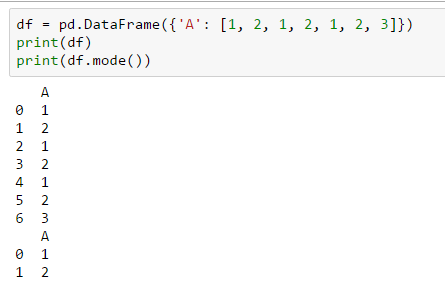 df = pd.DataFrame({'A': [1, 2, 1, 2, 1, 2, 3]})
print(df)
print(df.mode())
   A
0  1
1  2
2  1
3  2
4  1
5  2
6  3
   A
0  1
1  2